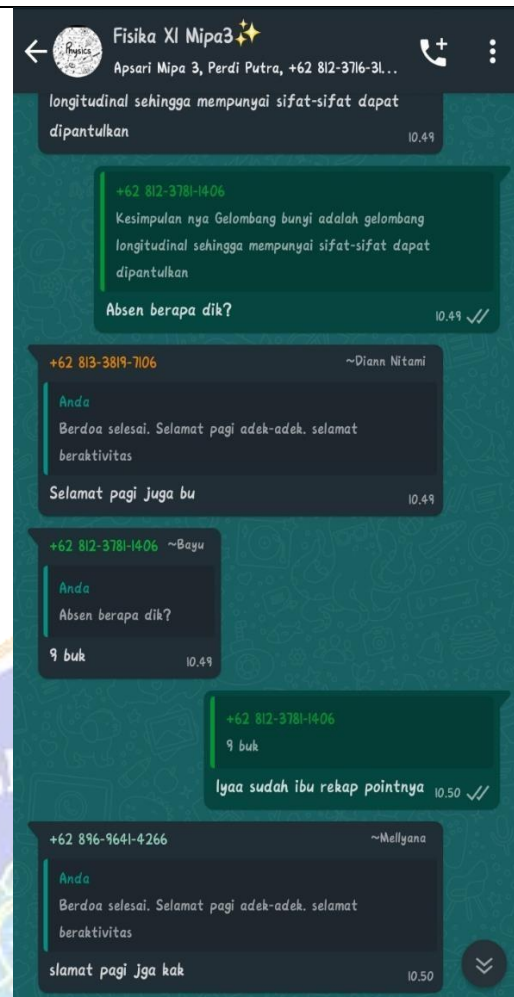 Physics
Fisika XI Mipa3✨
Apsari Mipa 3, Perdi Putra, +62 812-3716-31...
longitudinal sehingga mempunyai sifat-sifat dapat
dipantulkan
10.49
+62 812-3781-1406
Kesimpulan nya Gelombang bunyi adalah gelombang
longitudinal sehingga mempunyai sifat-sifat dapat
dipantulkan
Absen berapa dik?
10.49
+62 813-3819-7106 ~Diann Nitami
Anda
Berdoa selesai. Selamat pagi adek-adek. selamat
beraktivitas
Selamat pagi juga bu
10.49
+62 812-3781-1406 ~Bayu
Anda
Absen berapa dik?
9 buk
10.49
+62 812-3781-1406
9 buk
Iyaa sudah ibu rekap pointnya 10.50
+62 896-9641-4266 ~Mellyana
Anda
Berdoa selesai. Selamat pagi adek-adek. selamat
beraktivitas
slamat pagi jga kak
10.50